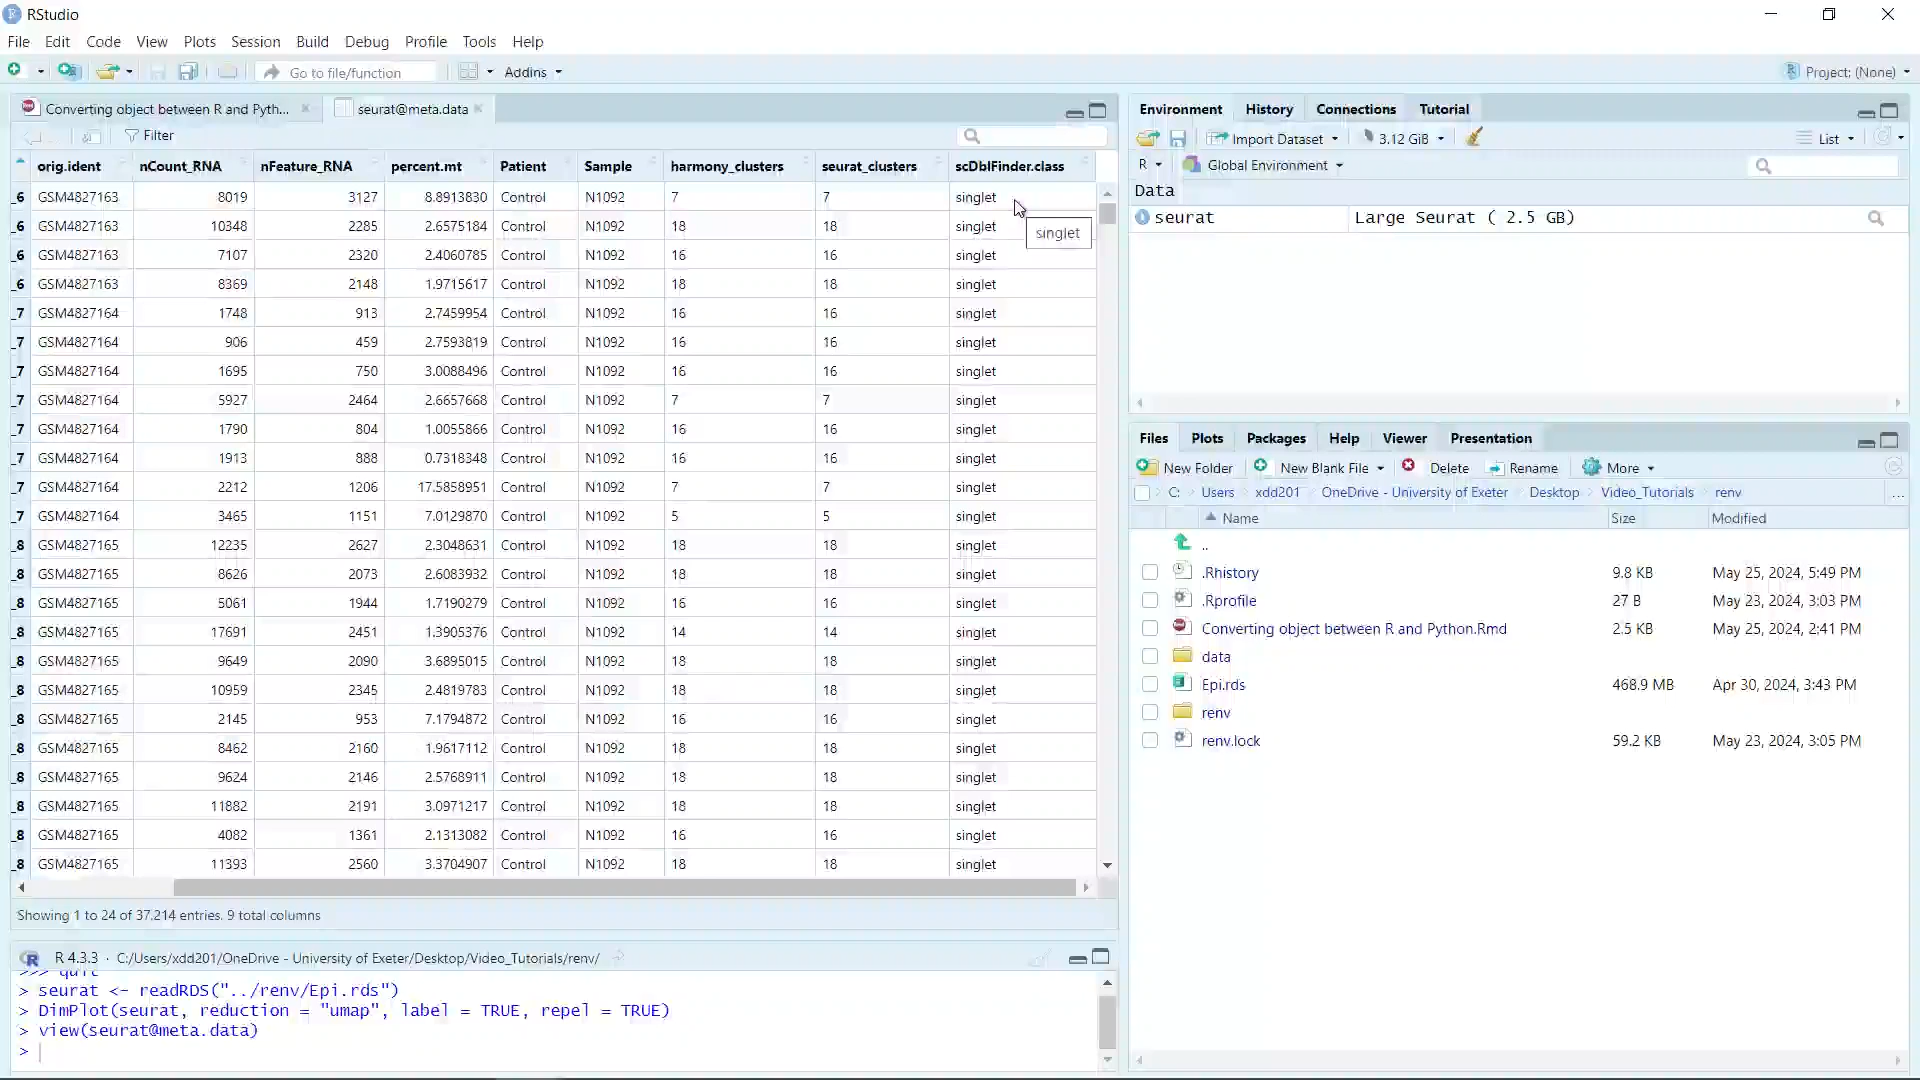 RStudio
File Edit Code View Plots Session Build Debug Profile Tools Help
Go to file/function Addins Project: (None)
Converting object between R and Pyth... seurat@meta.data
Filter
orig.ident nCount_RNA nFeature_RNA percent.mt Patient Sample harmony_clusters seurat_clusters scDblFinder.class
_6 GSM4827163 8019 3127 8.8913830 Control N1092 7 7 singlet
_6 GSM4827163 10348 2285 2.6575184 Control N1092 18 18 singlet
singlet
_6 GSM4827163 7107 2320 2.4060785 Control N1092 16 16 singlet
_6 GSM4827163 8369 2148 1.9715617 Control N1092 18 18 singlet
_7 GSM4827164 1748 913 2.7459954 Control N1092 16 16 singlet
_7 GSM4827164 906 459 2.7593819 Control N1092 16 16 singlet
_7 GSM4827164 1695 750 3.0088496 Control N1092 16 16 singlet
_7 GSM4827164 5927 2464 2.6657668 Control N1092 7 7 singlet
_7 GSM4827164 1790 804 1.0055866 Control N1092 16 16 singlet
_7 GSM4827164 1913 888 0.7318348 Control N1092 16 16 singlet
_7 GSM4827164 2212 1206 17.5858951 Control N1092 7 7 singlet
_7 GSM4827164 3465 1151 7.0129870 Control N1092 5 5 singlet
_8 GSM4827165 12235 2627 2.3048631 Control N1092 18 18 singlet
_8 GSM4827165 8626 2073 2.6083932 Control N1092 18 18 singlet
_8 GSM4827165 5061 1944 1.7190279 Control N1092 16 16 singlet
_8 GSM4827165 17691 2451 1.3905376 Control N1092 14 14 singlet
_8 GSM4827165 9649 2090 3.6895015 Control N1092 18 18 singlet
_8 GSM4827165 10959 2345 2.4819783 Control N1092 18 18 singlet
_8 GSM4827165 2145 953 7.1794872 Control N1092 16 16 singlet
_8 GSM4827165 8462 2160 1.9617112 Control N1092 18 18 singlet
_8 GSM4827165 9624 2146 2.5768911 Control N1092 18 18 singlet
_8 GSM4827165 11882 2191 3.0971217 Control N1092 18 18 singlet
_8 GSM4827165 4082 1361 2.1313082 Control N1092 16 16 singlet
_8 GSM4827165 11393 2560 3.3704907 Control N1092 18 18 singlet
Showing 1 to 24 of 37,214 entries, 9 total columns
R 4.3.3 · C:/Users/xdd201/OneDrive - University of Exeter/Desktop/Video_Tutorials/renv/
>>> quit
> seurat <- readRDS("../renv/Epi.rds")
> DimPlot(seurat, reduction = "umap", label = TRUE, repel = TRUE)
> view(seurat@meta.data)
>
Environment History Connections Tutorial
Import Dataset 3.12 GiB List
R Global Environment
Data
seurat Large Seurat ( 2.5 GB)
Files Plots Packages Help Viewer Presentation
New Folder New Blank File Delete Rename More
C: Users xdd201 OneDrive - University of Exeter Desktop Video_Tutorials renv ...
Name Size Modified
..
.Rhistory 9.8 KB May 25, 2024, 5:49 PM
.Rprofile 27 B May 23, 2024, 3:03 PM
Converting object between R and Python.Rmd 2.5 KB May 25, 2024, 2:41 PM
data
Epi.rds 468.9 MB Apr 30, 2024, 3:43 PM
renv
renv.lock 59.2 KB May 23, 2024, 3:05 PM